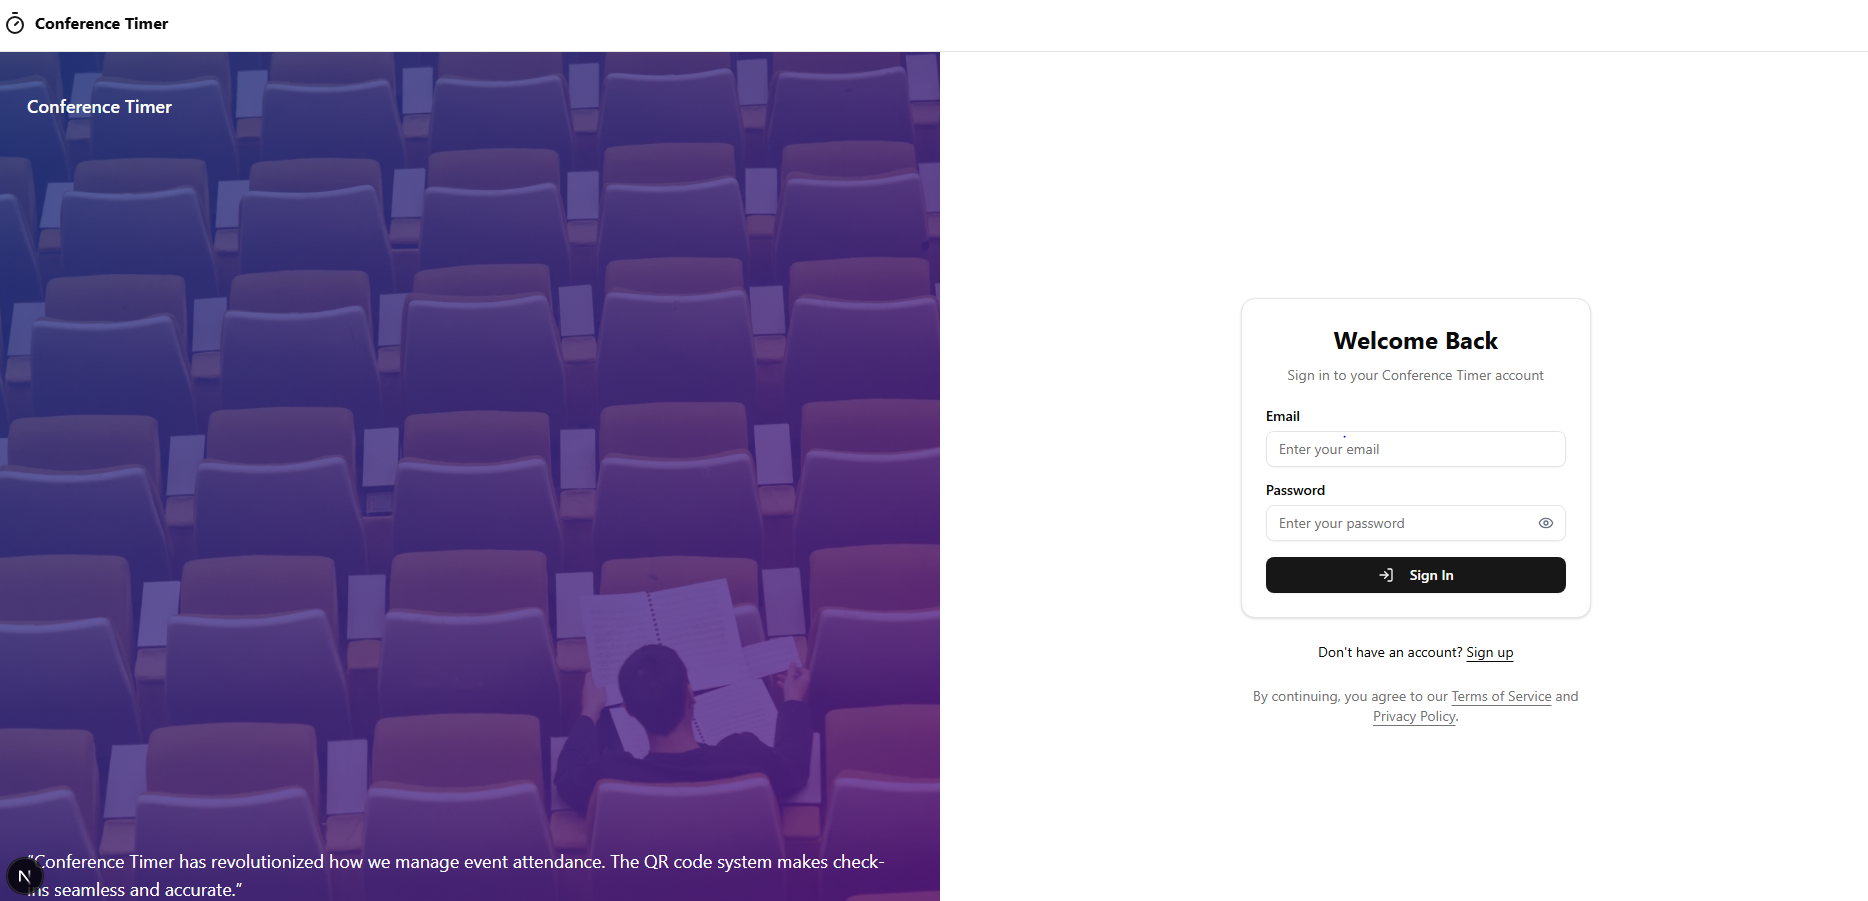 Conference Timer
Conference Timer
"Conference Timer has revolutionized how we manage event attendance. The QR code system makes check-
ins seamless and accurate."
N
Welcome Back
Sign in to your Conference Timer account
Email
Enter your email
Password
Enter your password
Sign In
Don't have an account? Sign up
By continuing, you agree to our Terms of Service and
Privacy Policy.